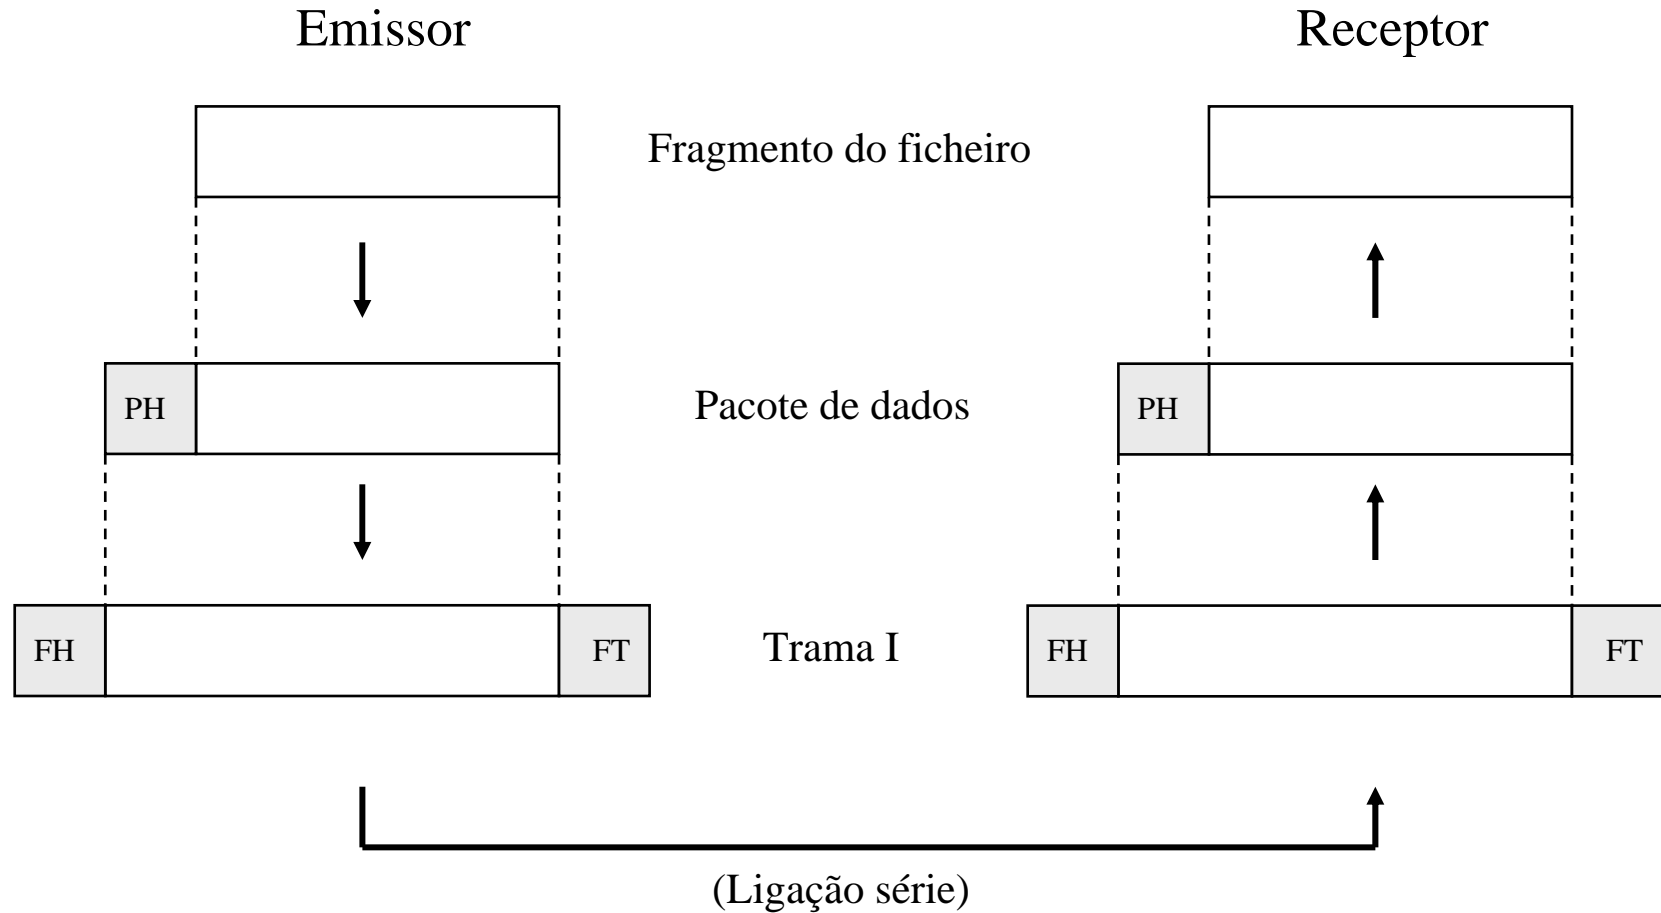 Emissor
Receptor
Fragmento do ficheiro
PH
Pacote de dados
PH
FH
FT
Trama I
FH
FT
(Ligação série)